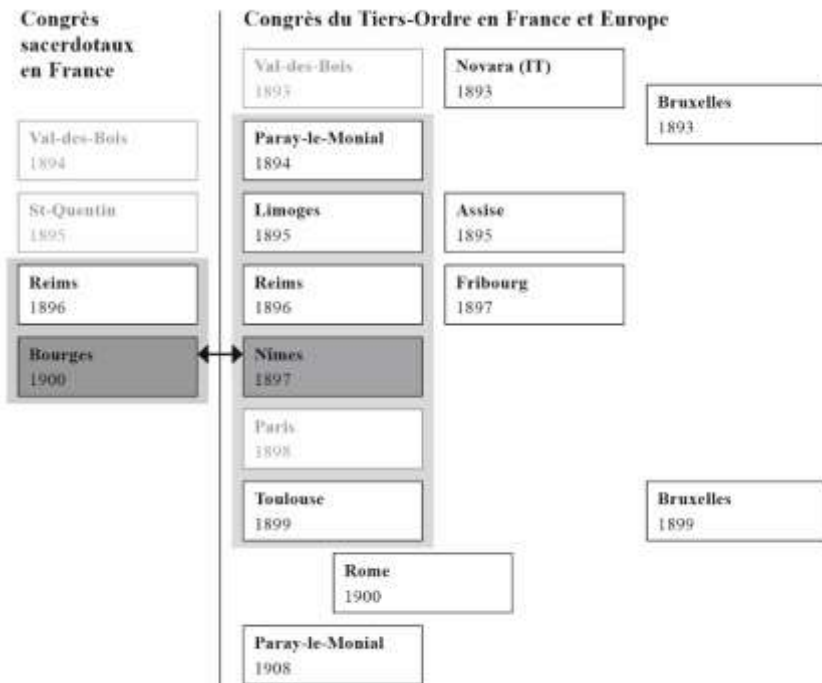 Congrès
sacerdotaux
en France
Congrès du Tiers-Ordre en France et Europe
Val-des-Bois
1893
Novara (IT)
1893
Bruxelles
1893
Val-des-Bois
1894
Paray-le-Monial
1894
St-Quentin
1895
Limoges
1895
Assise
1895
Reims
1896
Reims
1896
Fribourg
1897
Bourges
1900
Nîmes
1897
Paris
1898
Toulouse
1899
Bruxelles
1899
Rome
1900
Paray-le-Monial
1908